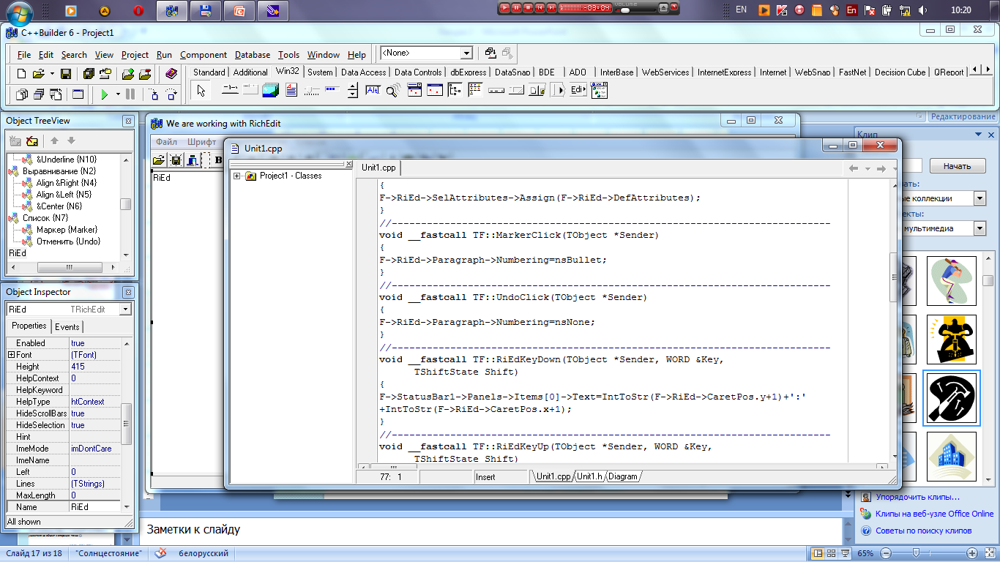 VOLUME
-03:04
EN
En
10:20
C++Builder 6 - Project1
File Edit Search View Project Run Component Database Tools Window Help
<None>
Standard Additional Win32 System Data Access Data Controls dbExpress DataSnap BDE ADO InterBase WebServices InternetExpress Internet WebSnap FastNet Decision Cube QReport
Редактирование
Object TreeView
&Underline {N10}
Выравнивание {N2}
Align &Right {N4}
Align &Left {N5}
&Center {N6}
Список {N7}
Маркер {Marker}
Отменить {Undo}
RiEd
Object Inspector
RiEd TRichEdit
Properties Events
Enabled true
Font (TFont)
Height 415
HelpContext 0
HelpKeyword
HelpType htContext
HideScrollBars true
HideSelection true
Hint
ImeMode imDontCare
ImeName
Left 0
Lines (TStrings)
MaxLength 0
Name RiEd
All shown
We are working with RichEdit
Файл Шрифт
B
RiEd
Unit1.cpp
Project1 - Classes
Unit1.cpp
{
F->RiEd->SelAttributes->Assign(F->RiEd->DefAttributes);
}
//---------------------------------------------------------------------------
void __fastcall TF::MarkerClick(TObject *Sender)
{
F->RiEd->Paragraph->Numbering=nsBullet;
}
//---------------------------------------------------------------------------
void __fastcall TF::UndoClick(TObject *Sender)
{
F->RiEd->Paragraph->Numbering=nsNone;
}
//---------------------------------------------------------------------------
void __fastcall TF::RiEdKeyDown(TObject *Sender, WORD &Key,
TShiftState Shift)
{
F->StatusBar1->Panels->Items[0]->Text=IntToStr(F->RiEd->CaretPos.y+1)+':'
+IntToStr(F->RiEd->CaretPos.x+1);
}
//---------------------------------------------------------------------------
void __fastcall TF::RiEdKeyUp(TObject *Sender, WORD &Key,
TShiftState Shift)
77: 1 Insert Unit1.cpp Unit1.h Diagram
Клип
Начать
ать:
ые коллекции
екты:
мультимедиа
Упорядочить клипы...
Клипы на веб-узле Office Online
Советы по поиску клипов
Заметки к слайду
Слайд 17 из 18 "Солнцестояние" белорусский 65%